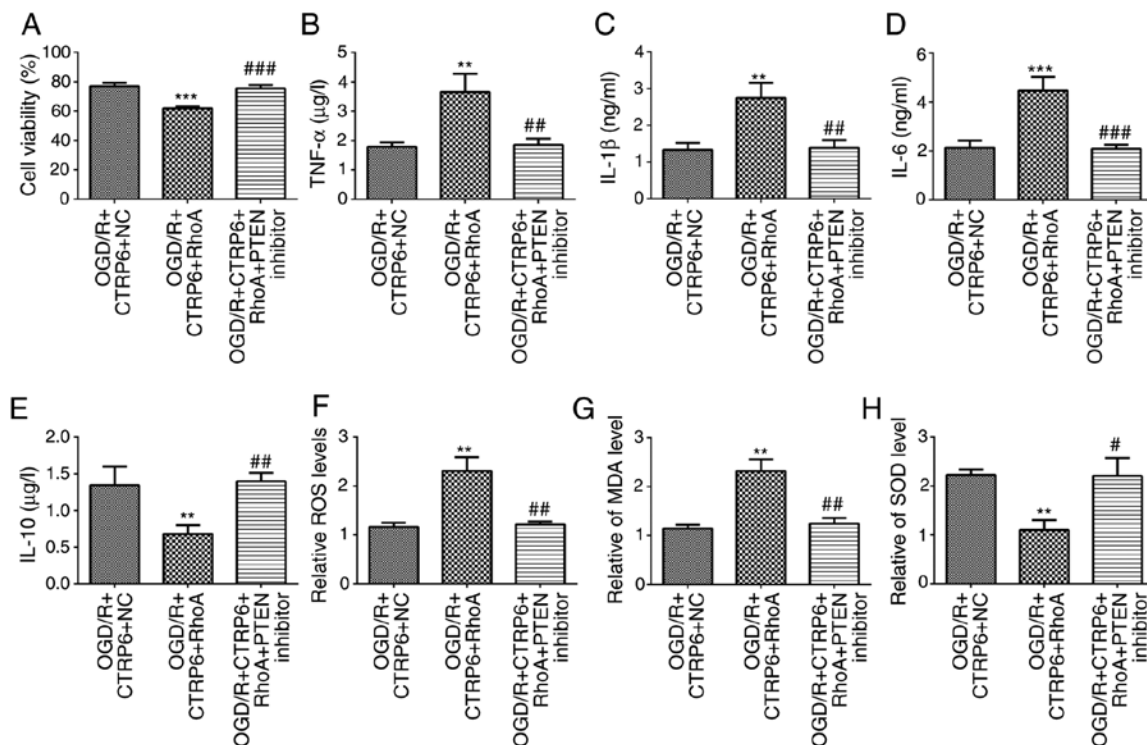 A
Cell viability (%)
100
80
60
40
20
0
***
###
OGD/R+
CTRP6+NC
OGD/R+
CTRP6+RhoA
OGD/R+CTRP6+
RhoA+PTEN
inhibitor
B
TNF-α (µg/l)
5
4
3
2
1
0
**
##
OGD/R+
CTRP6+NC
OGD/R+
CTRP6+RhoA
OGD/R+CTRP6+
RhoA+PTEN
inhibitor
C
IL-1β (ng/ml)
4
3
2
1
0
**
##
OGD/R+
CTRP6+NC
OGD/R+
CTRP6+RhoA
OGD/R+CTRP6+
RhoA+PTEN
inhibitor
D
IL-6 (ng/ml)
6
4
2
0
***
###
OGD/R+
CTRP6+NC
OGD/R+
CTRP6+RhoA
OGD/R+CTRP6+
RhoA+PTEN
inhibitor
E
IL-10 (µg/l)
2.0
1.5
1.0
0.5
0.0
**
##
OGD/R+
CTRP6+NC
OGD/R+
CTRP6+RhoA
OGD/R+CTRP6+
RhoA+PTEN
inhibitor
F
Relative ROS levels
3
2
1
0
**
##
OGD/R+
CTRP6+NC
OGD/R+
CTRP6+RhoA
OGD/R+CTRP6+
RhoA+PTEN
inhibitor
G
Relative of MDA level
3
2
1
0
**
##
OGD/R+
CTRP6+NC
OGD/R+
CTRP6+RhoA
OGD/R+CTRP6+
RhoA+PTEN
inhibitor
H
Relative of SOD level
3
2
1
0
**
#
OGD/R+
CTRP6+NC
OGD/R+
CTRP6+RhoA
OGD/R+CTRP6+
RhoA+PTEN
inhibitor